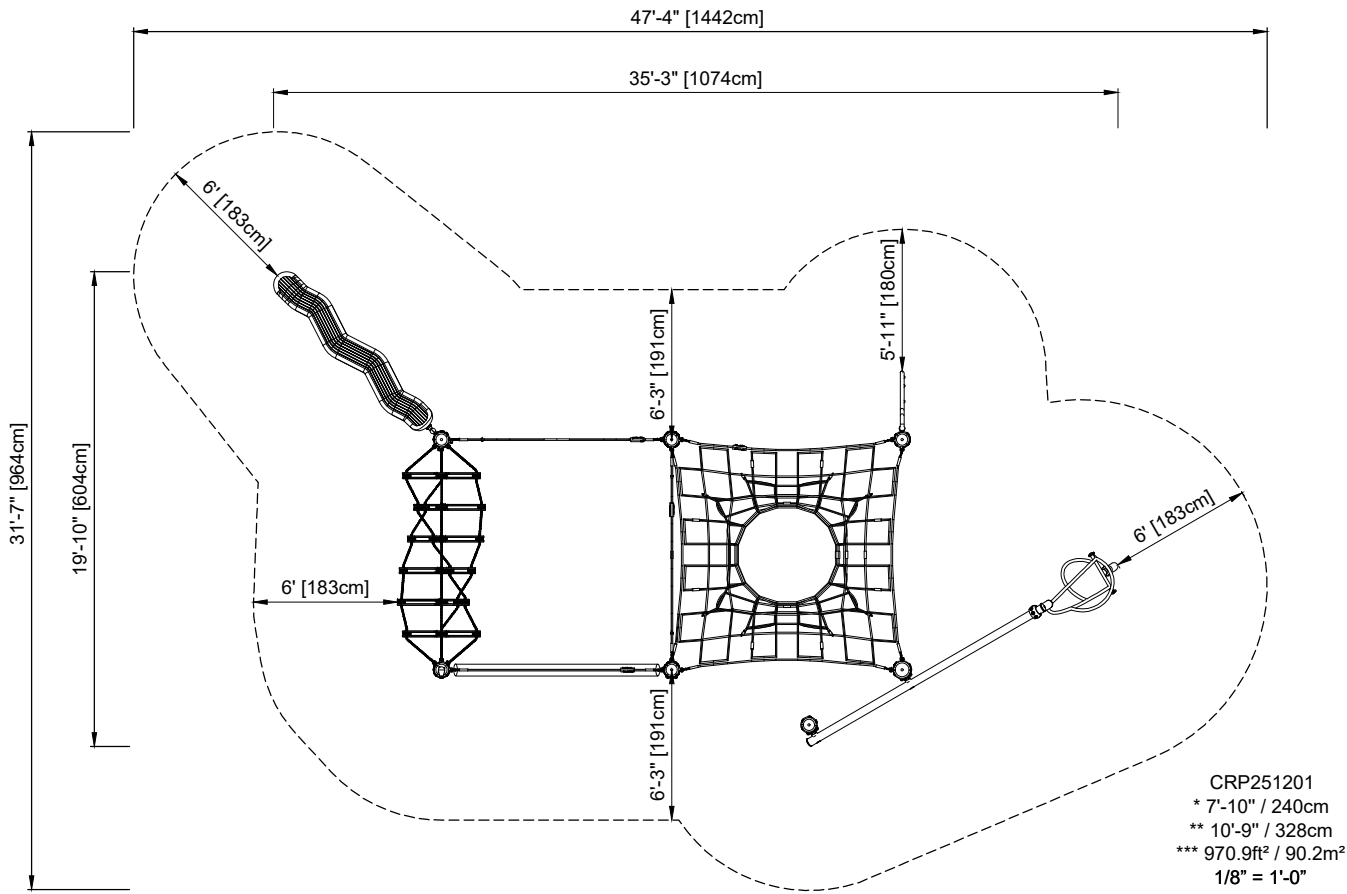 47'-4" [1442cm]
35'-3" [1074cm]
6' [183cm]
31'-7" [964cm]
19'-10" [604cm]
6'-3" [191cm]
5'-11" [180cm]
6' [183cm]
6' [183cm]
6'-3" [191cm]
CRP251201
* 7'-10" / 240cm
** 10'-9" / 328cm
*** 970.9ft² / 90.2m²
1/8” = 1'-0”